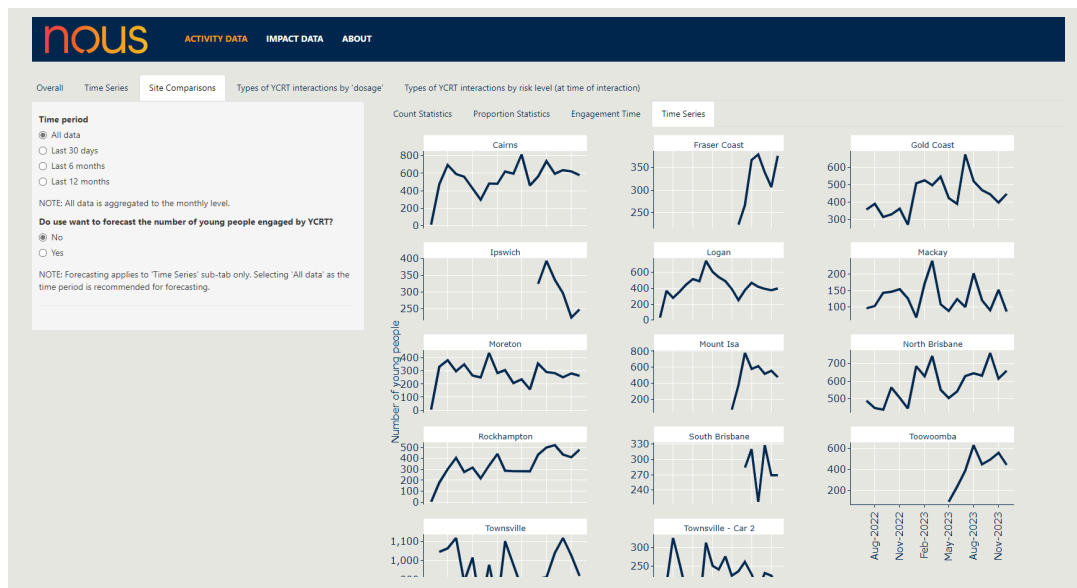 nous
ACTIVITY DATA IMPACT DATA ABOUT
Overall Time Series Site Comparisons Types of YCRT interactions by 'dosage' Types of YCRT interactions by risk level (at time of interaction)
Time period
All data
Last 30 days
Last 6 months
Last 12 months
NOTE: All data is aggregated to the monthly level.
Do use want to forecast the number of young people engaged by YCRT?
No
Yes
NOTE: Forecasting applies to 'Time Series' sub-tab only. Selecting 'All data' as the
time period is recommended for forecasting.
Count Statistics Proportion Statistics Engagement Time Time Series
Number of young people
Cairns
800
600
400
200
0
Fraser Coast
350
300
250
Gold Coast
600
500
400
300
Ipswich
400
350
300
250
Logan
600
400
200
0
Mackay
200
150
100
Moreton
400
300
200
100
0
Mount Isa
800
600
400
200
North Brisbane
700
600
500
Rockhampton
500
400
300
200
100
0
South Brisbane
330
300
270
240
Toowoomba
600
400
200
Aug-2022
Nov-2022
Feb-2023
May-2023
Aug-2023
Nov-2023
Townsville
1,100
1,000
Townsville - Car 2
300
250